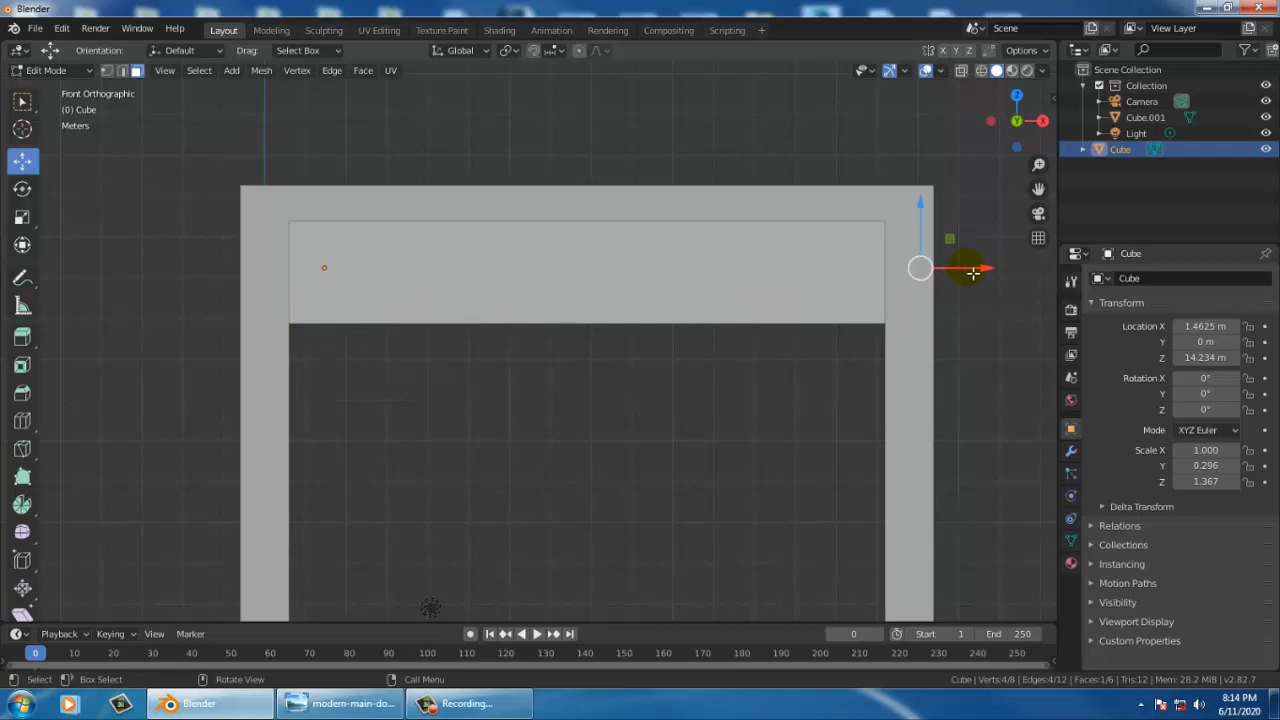 Blender
File Edit Render Window Help Layout Modeling Sculpting UV Editing Texture Paint Shading Animation Rendering Compositing Scripting + Scene View Layer
Orientation: Default Drag: Select Box Global X Y Z Options
Edit Mode View Select Add Mesh Vertex Edge Face UV
Scene Collection
Collection
Camera
Cube.001
Light
Cube
Front Orthographic
(0) Cube
Meters
Z
Y
X
Cube
Cube
Transform
Location X 1.4625 m
Y 0 m
Z 14.234 m
Rotation X 0°
Y 0°
Z 0°
Mode XYZ Euler
Scale X 1.000
Y 0.296
Z 1.367
Delta Transform
Relations
Collections
Instancing
Motion Paths
Visibility
Viewport Display
Custom Properties
Playback Keying View Marker 0 Start 1 End 250
0 10 20 30 40 50 60 70 80 90 100 110 120 130 140 150 160 170 180 190 200 210 220 230 240 250
Select Box Select Rotate View Call Menu Cube | Verts:4/8 | Edges:4/12 | Faces:1/6 | Tris:12 | Mem: 28.2 MiB | v2.82.7
Blender modern-main-do... Recording... 8:14 PM
6/11/2020